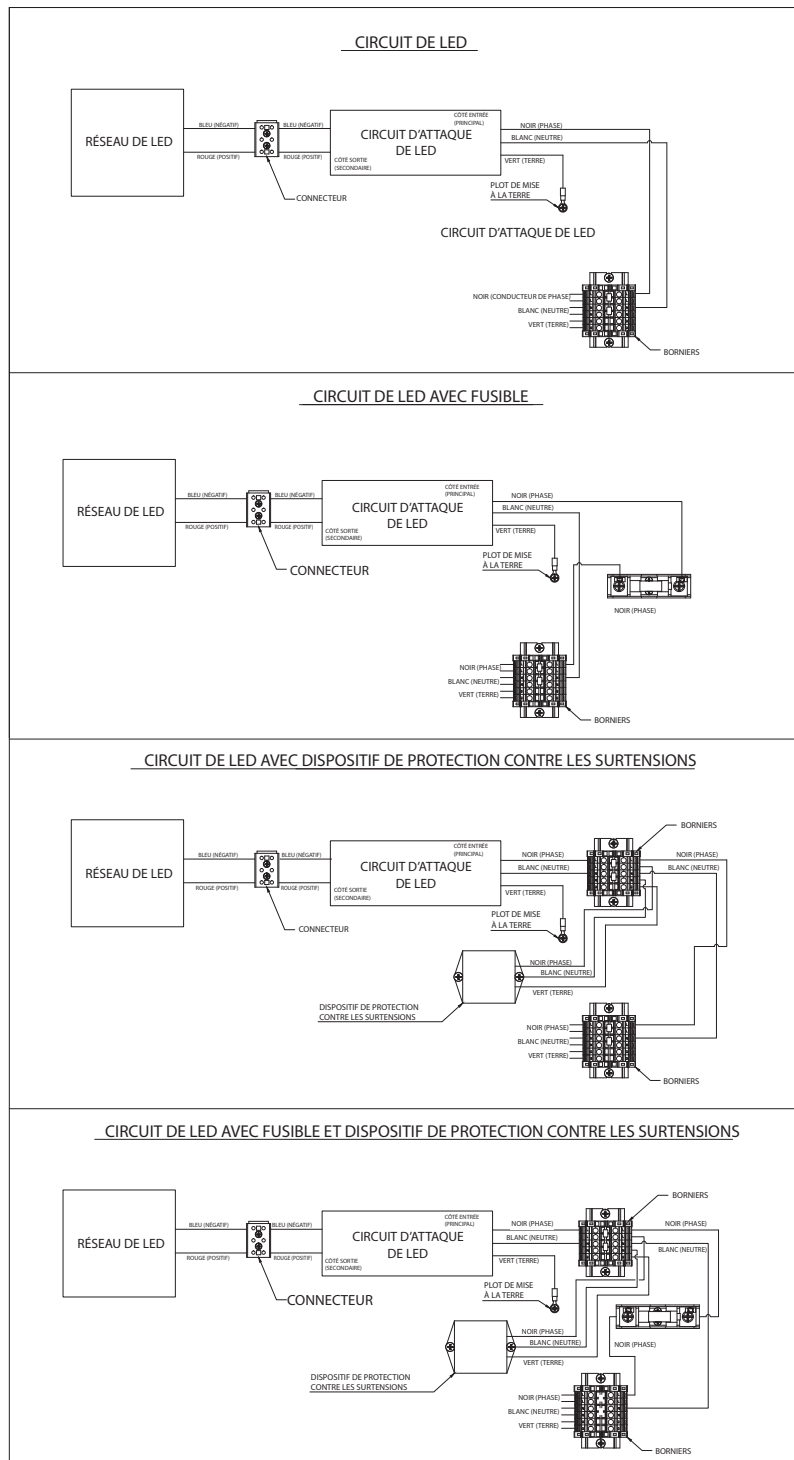 CIRCUIT DE LED
RÉSEAU DE LED
BLEU (NÉGATIF)
BLEU (NÉGATIF)
ROUGE (POSITIF)
ROUGE (POSITIF)
CONNECTEUR
CÔTÉ ENTRÉE
(PRINCIPAL)
CIRCUIT D'ATTAQUE
DE LED
CÔTÉ SORTIE
(SECONDAIRE)
NOIR (PHASE)
BLANC (NEUTRE)
VERT (TERRE)
PLOT DE MISE
À LA TERRE
CIRCUIT D'ATTAQUE DE LED
NOIR (CONDUCTEUR DE PHASE)
BLANC (NEUTRE)
VERT (TERRE)
BORNIERS
CIRCUIT DE LED AVEC FUSIBLE
RÉSEAU DE LED
BLEU (NÉGATIF)
BLEU (NÉGATIF)
ROUGE (POSITIF)
ROUGE (POSITIF)
CONNECTEUR
CÔTÉ ENTRÉE
(PRINCIPAL)
CIRCUIT D'ATTAQUE
DE LED
CÔTÉ SORTIE
(SECONDAIRE)
NOIR (PHASE)
BLANC (NEUTRE)
VERT (TERRE)
PLOT DE MISE
À LA TERRE
NOIR (PHASE)
NOIR (PHASE)
BLANC (NEUTRE)
VERT (TERRE)
BORNIERS
CIRCUIT DE LED AVEC DISPOSITIF DE PROTECTION CONTRE LES SURTENSIONS
RÉSEAU DE LED
BLEU (NÉGATIF)
BLEU (NÉGATIF)
ROUGE (POSITIF)
ROUGE (POSITIF)
CONNECTEUR
CÔTÉ ENTRÉE
(PRINCIPAL)
CIRCUIT D'ATTAQUE
DE LED
CÔTÉ SORTIE
(SECONDAIRE)
NOIR (PHASE)
BLANC (NEUTRE)
VERT (TERRE)
PLOT DE MISE
À LA TERRE
BORNIERS
NOIR (PHASE)
BLANC (NEUTRE)
NOIR (PHASE)
BLANC (NEUTRE)
VERT (TERRE)
DISPOSITIF DE PROTECTION
CONTRE LES SURTENSIONS
NOIR (PHASE)
BLANC (NEUTRE)
VERT (TERRE)
BORNIERS
CIRCUIT DE LED AVEC FUSIBLE ET DISPOSITIF DE PROTECTION CONTRE LES SURTENSIONS
RÉSEAU DE LED
BLEU (NÉGATIF)
BLEU (NÉGATIF)
ROUGE (POSITIF)
ROUGE (POSITIF)
CONNECTEUR
CÔTÉ ENTRÉE
(PRINCIPAL)
CIRCUIT D'ATTAQUE
DE LED
CÔTÉ SORTIE
(SECONDAIRE)
NOIR (PHASE)
BLANC (NEUTRE)
VERT (TERRE)
PLOT DE MISE
À LA TERRE
BORNIERS
NOIR (PHASE)
BLANC (NEUTRE)
NOIR (PHASE)
BLANC (NEUTRE)
VERT (TERRE)
NOIR (PHASE)
DISPOSITIF DE PROTECTION
CONTRE LES SURTENSIONS
NOIR (PHASE)
BLANC (NEUTRE)
VERT (TERRE)
BORNIERS